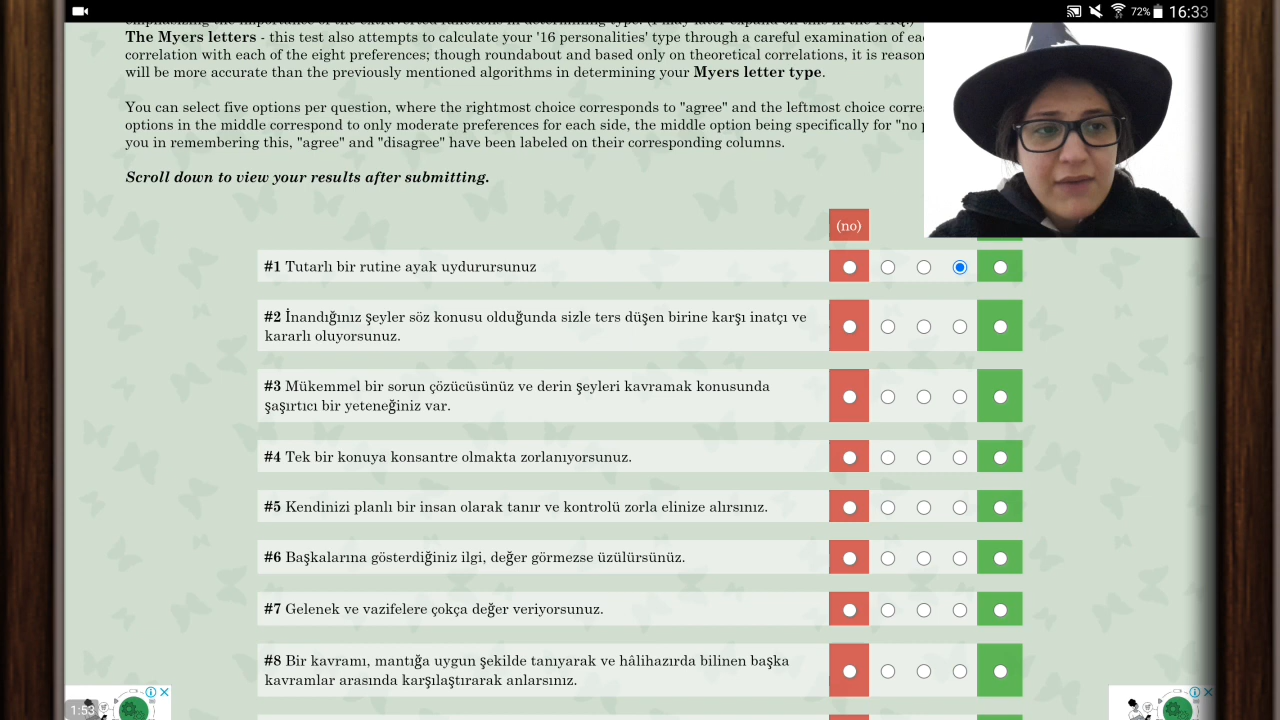 72% 16:33
The Myers letters - this test also attempts to calculate your '16 personalities' type through a careful examination of
correlation with each of the eight preferences; though roundabout and based only on theoretical correlations, it is
will be more accurate than the previously mentioned algorithms in determining your Myers letter type.
You can select five options per question, where the rightmost choice corresponds to "agree" and the leftmost choice
options in the middle correspond to only moderate preferences for each side, the middle option being specifically for "no
you in remembering this, "agree" and "disagree" have been labeled on their corresponding columns.
Scroll down to view your results after submitting.
(no)
#1 Tutarlı bir rutine ayak uydurursunuz
#2 İnandığınız şeyler söz konusu olduğunda sizle ters düşen birine karşı inatçı ve
kararlı oluyorsunuz.
#3 Mükemmel bir sorun çözücüsünüz ve derin şeyleri kavramak konusunda
şaşırtıcı bir yeteneğiniz var.
#4 Tek bir konuya konsantre olmakta zorlanıyorsunuz.
#5 Kendinizi planlı bir insan olarak tanır ve kontrolü zorla elinize alırsınız.
#6 Başkalarına gösterdiğiniz ilgi, değer görmezse üzülürsünüz.
#7 Gelenek ve vazifelere çokça değer veriyorsunuz.
#8 Bir kavramı, mantığa uygun şekilde tanıyarak ve hâlihazırda bilinen başka
kavramlar arasında karşılaştırarak anlarsınız.
1:53